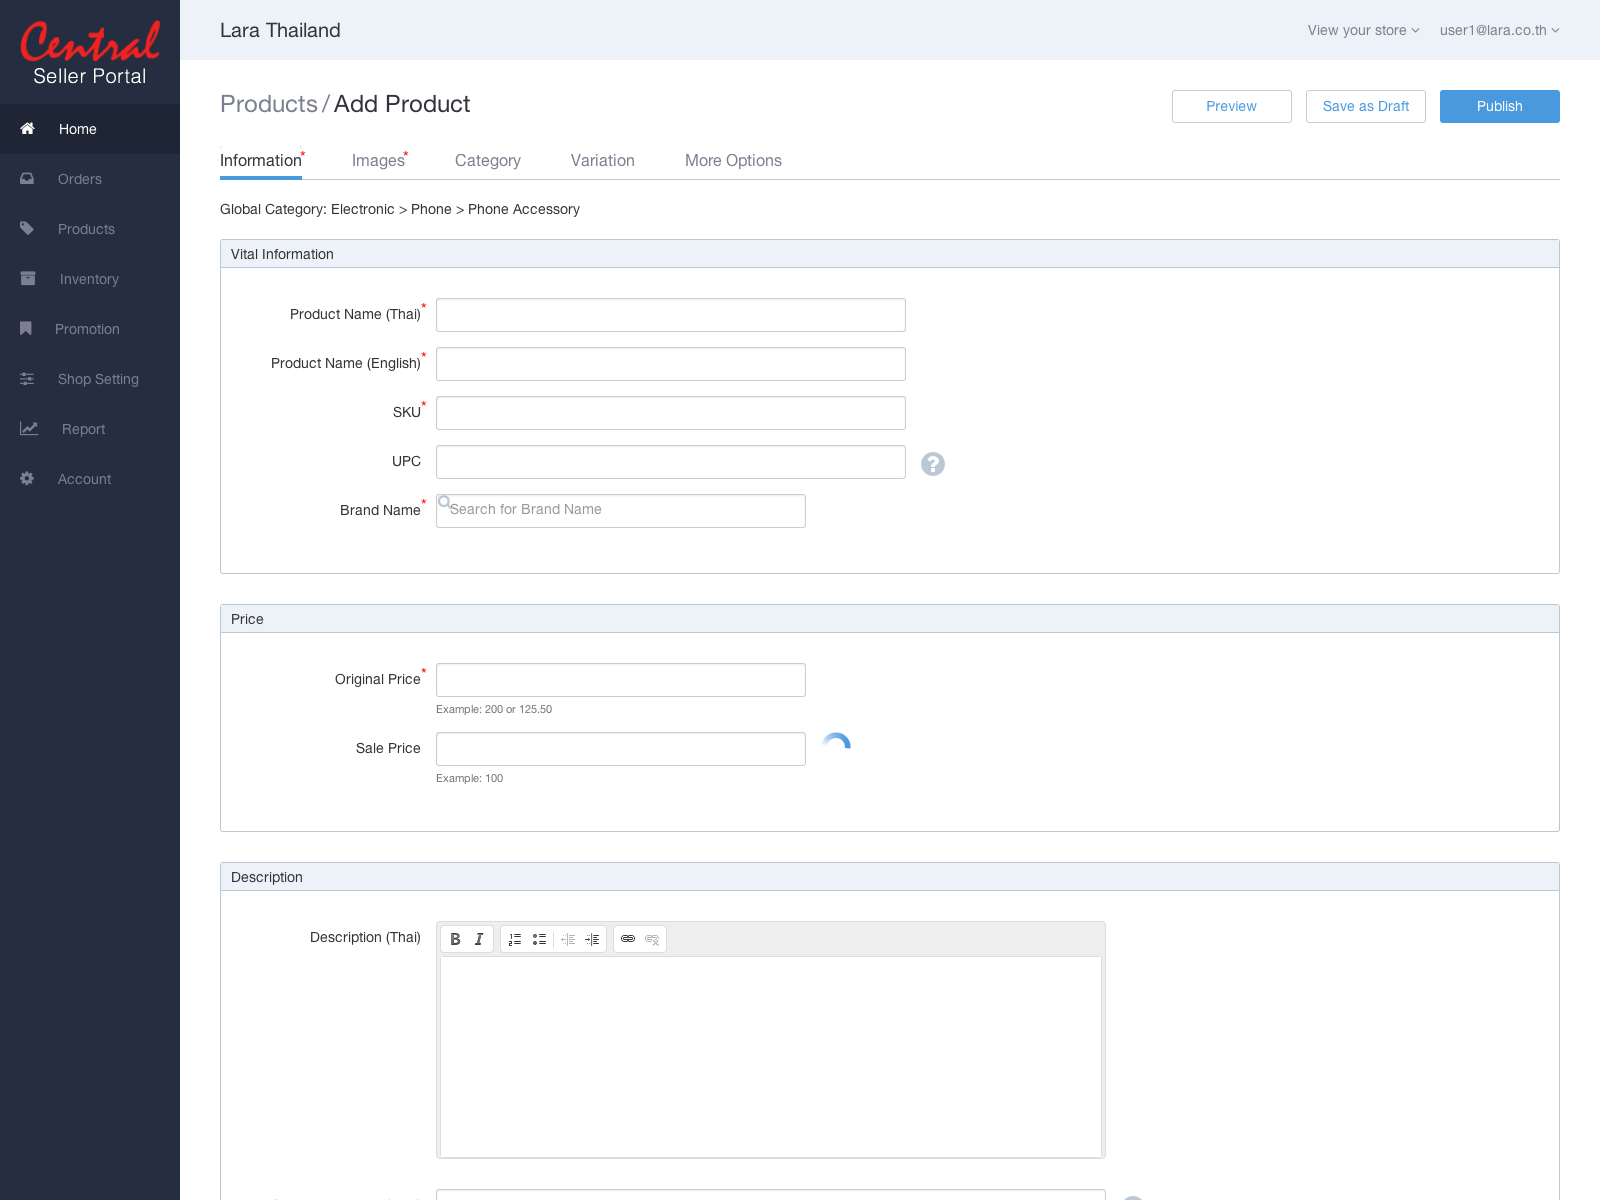 Central
Seller Portal
Home
Orders
Products
Inventory
Promotion
Shop Setting
Report
Account
Lara Thailand
View your store
user1@lara.co.th
Products / Add Product
Preview
Save as Draft
Publish
Information*
Images*
Category
Variation
More Options
Global Category: Electronic > Phone > Phone Accessory
Vital Information
Product Name (Thai)*
Product Name (English)*
SKU*
UPC
?
Brand Name*
Search for Brand Name
Price
Original Price*
Example: 200 or 125.50
Sale Price
Example: 100
Description
Description (Thai)
B I